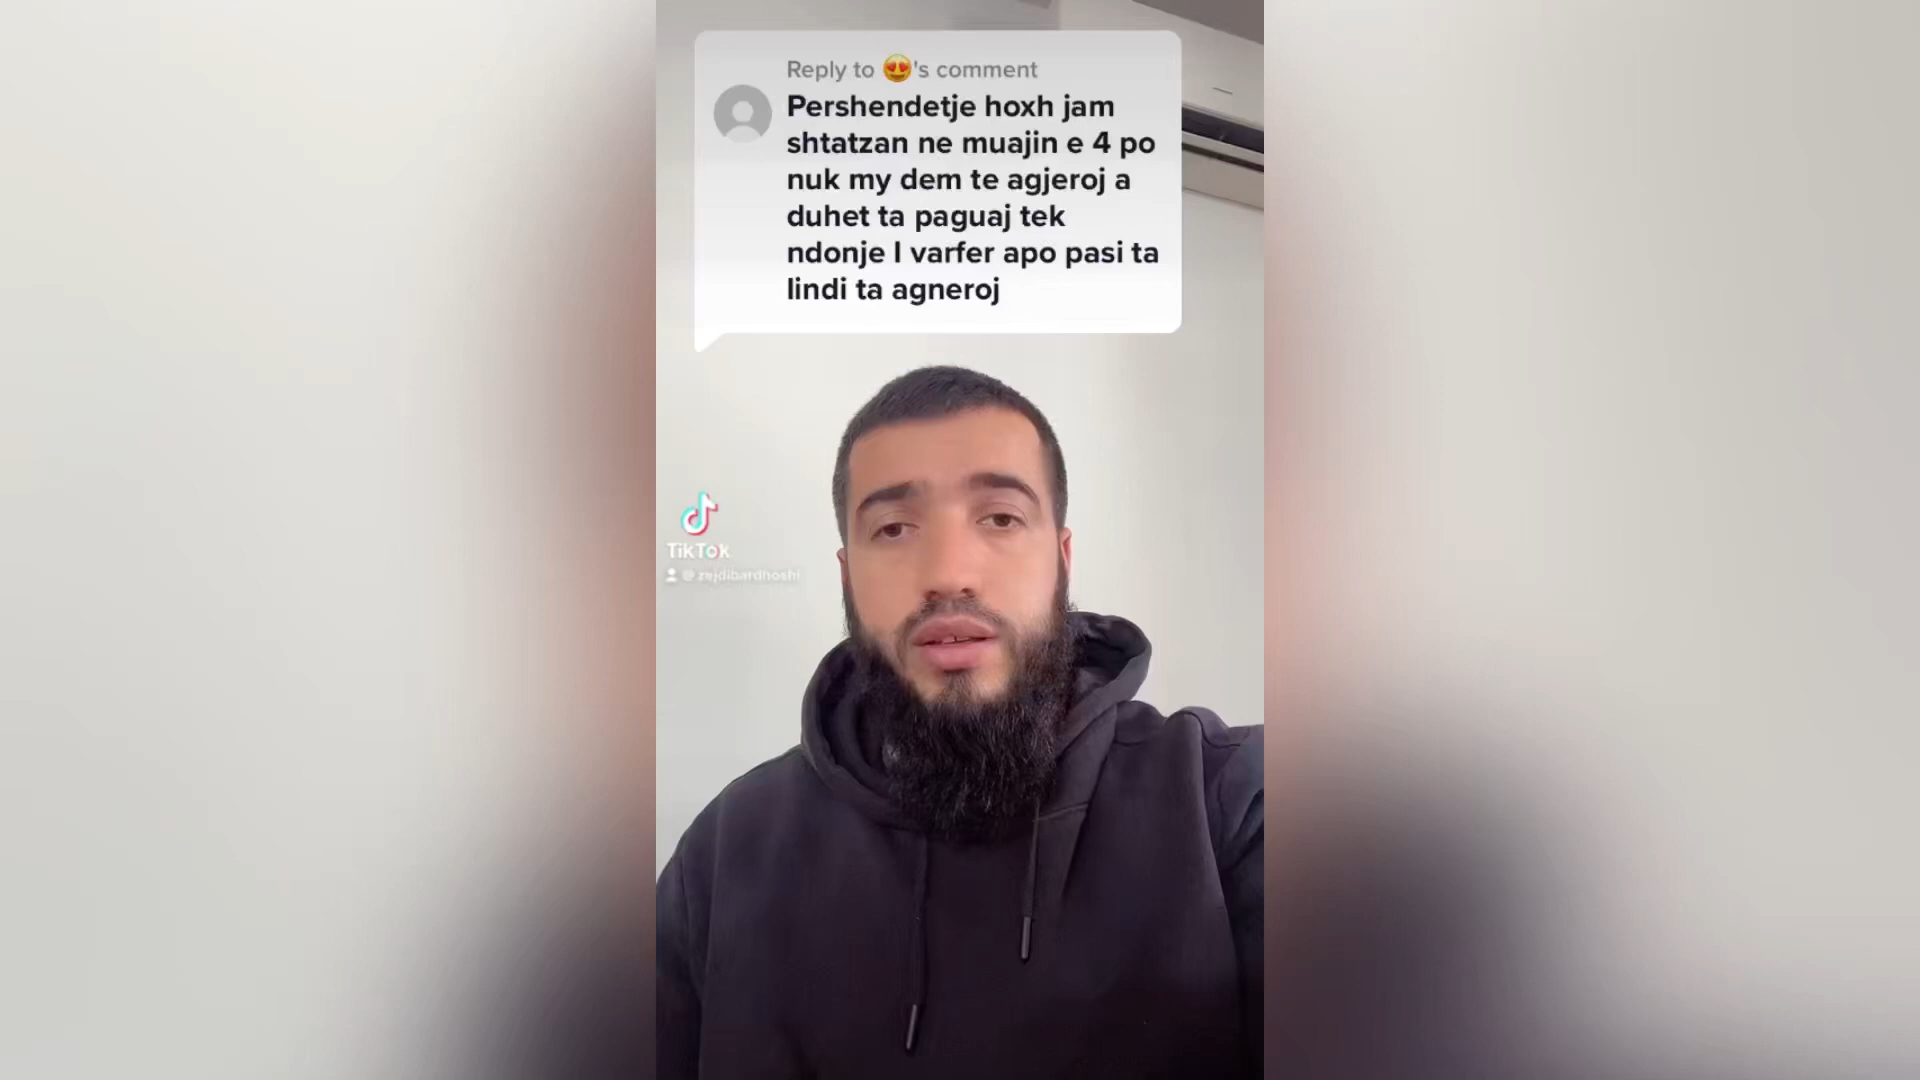 Reply to 😍's comment
Pershendetje hoxh jam
shtatzan ne muajin e 4 po
nuk my dem te agjeroj a
duhet ta paguaj tek
ndonje I varfer apo pasi ta
lindi ta agneroj
TikTok
@ zejdibardhoshi